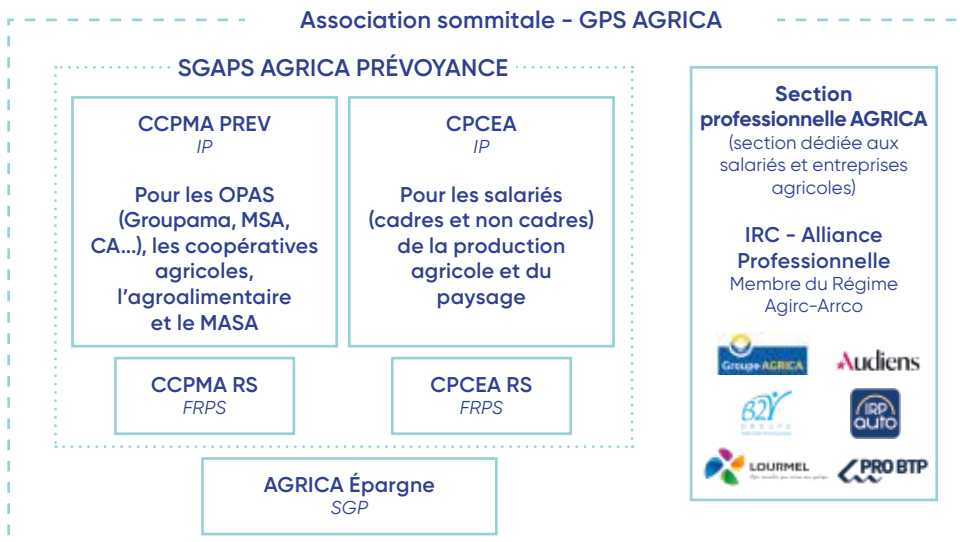 Association sommitale - GPS AGRICA
SGAPS AGRICA PRÉVOYANCE
CCPMA PREV
IP
Pour les OPAS
(Groupama, MSA,
CA...), les coopératives
agricoles,
l'agroalimentaire
et le MASA
CPCEA
IP
Pour les salariés
(cadres et non cadres)
de la production
agricole et du
paysage
CCPMA RS
FRPS
CPCEA RS
FRPS
AGRICA Épargne
SGP
Section
professionnelle AGRICA
(section dédiée aux
salariés et entreprises
agricoles)
IRC - Alliance
Professionnelle
Membre du Régime
Agirc-Arrco
Groupe AGRICA
Audiens
B2V
GROUPE
IRP
auto
LOURMEL
PRO BTP